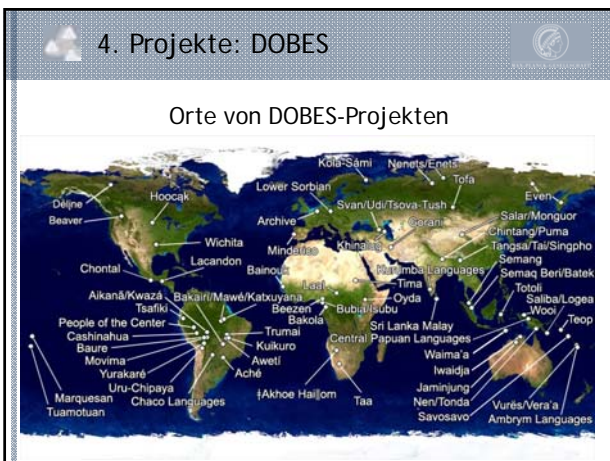 4. Projekte: DOBES
Orte von DOBES-Projekten
Kola-Sámi
Nenets/Enets
Tofa
Even
Lower Sorbian
Svan/Udi/Tsova-Tush
Gorani
Salar/Monguor
Chintang/Puma
Tangsa/Tai/Singpho
Semang
Semaq Beri/Batek
Totoli
Saliba/Logea
Wooi
Teop
Délįne
Beaver
Hoocąk
Wichita
Archive
Minderico
Khinalug
Kurumba Languages
Chontal
Lacandon
Bainouk
Laal
Tima
Oyda
Aikanã/Kwazá
Tsafiki
Bakairí/Mawé/Katxuyana
Beezen
Bakola
Bubia/Isubu
Sri Lanka Malay
Central Papuan Languages
People of the Center
Cashinahua
Baure
Movima
Yurakaré
Uru-Chipaya
Chaco Languages
Trumai
Kuikuro
Awetí
Aché
Marquesan
Tuamotuan
ǂAkhoe Haiǁom
Taa
Waima'a
Iwaidja
Jaminjung
Nen/Tonda
Savosavo
Vurës/Vera'a
Ambrym Languages